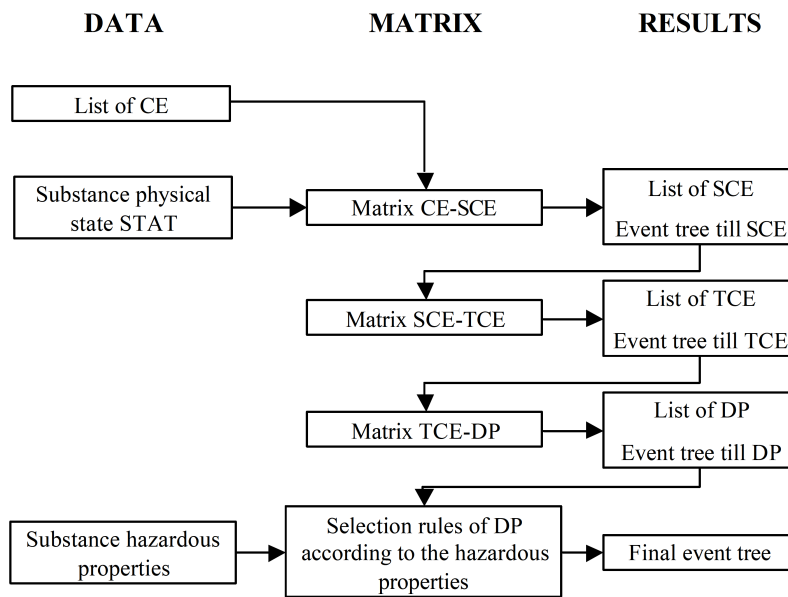 DATA
MATRIX
RESULTS
List of CE
Substance physical
state STAT
Matrix CE-SCE
List of SCE
Event tree till SCE
Matrix SCE-TCE
List of TCE
Event tree till TCE
Matrix TCE-DP
List of DP
Event tree till DP
Substance hazardous
properties
Selection rules of DP
according to the hazardous
properties
Final event tree